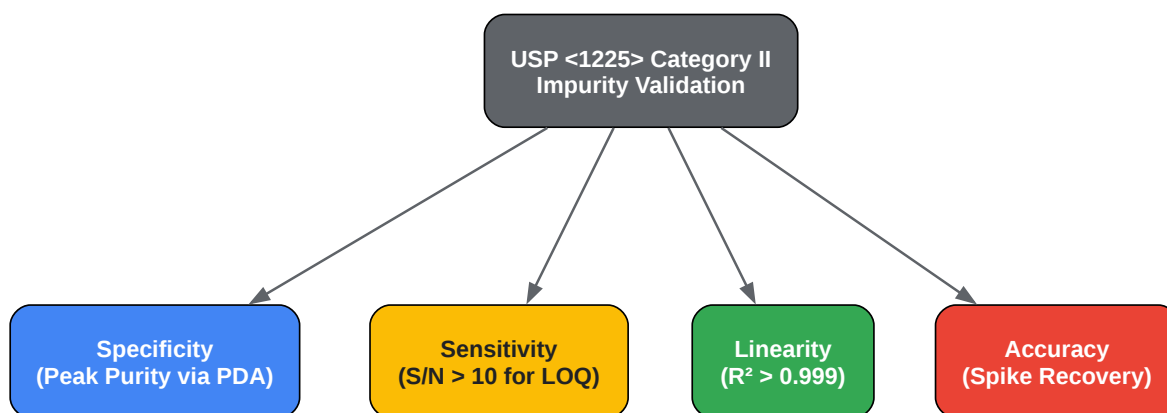 USP <1225> Category II
Impurity Validation
Specificity
(Peak Purity via PDA)
Sensitivity
(S/N > 10 for LOQ)
Linearity
(R² > 0.999)
Accuracy
(Spike Recovery)